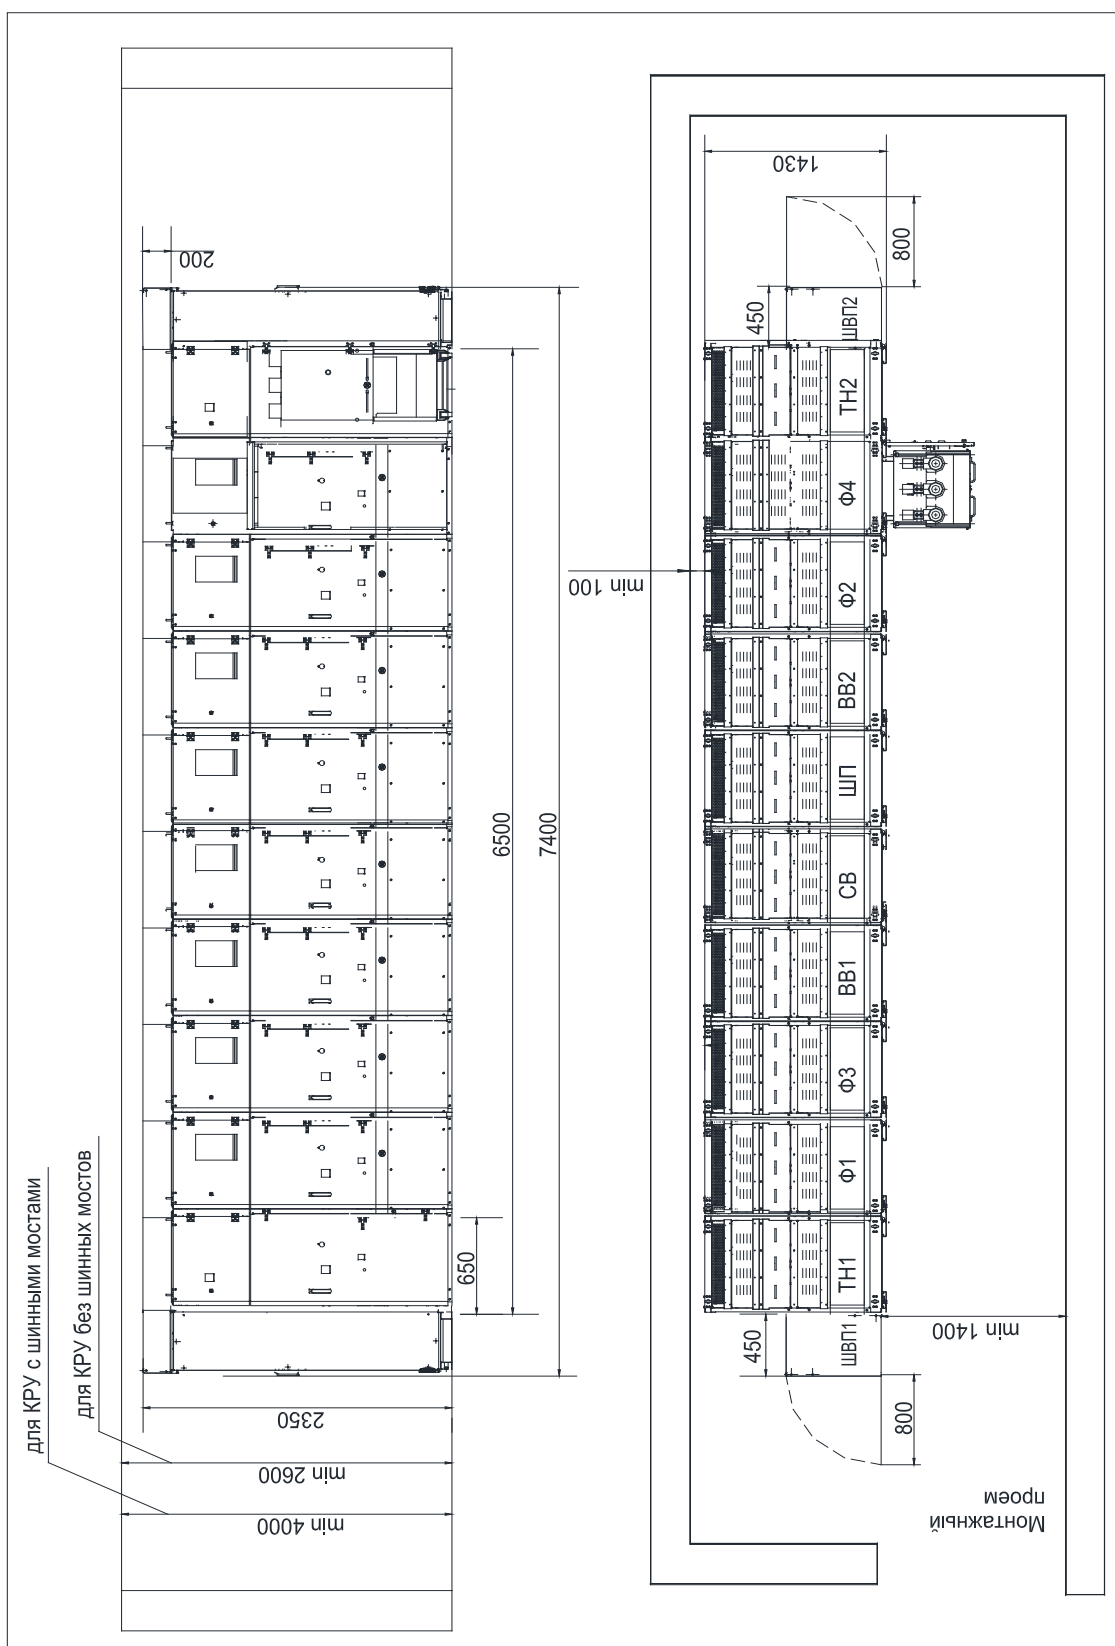 для КРУ с шинными мостами
для КРУ без шинных мостов
min 4000
min 2600
2350
200
650
6500
7400
1430
800
450
min 100
ШВП2
ТН2
Ф4
Ф2
ВВ2
ШП
СВ
ВВ1
Ф3
Ф1
ТН1
ШВП1
450
800
min 1400
Монтажный
проем